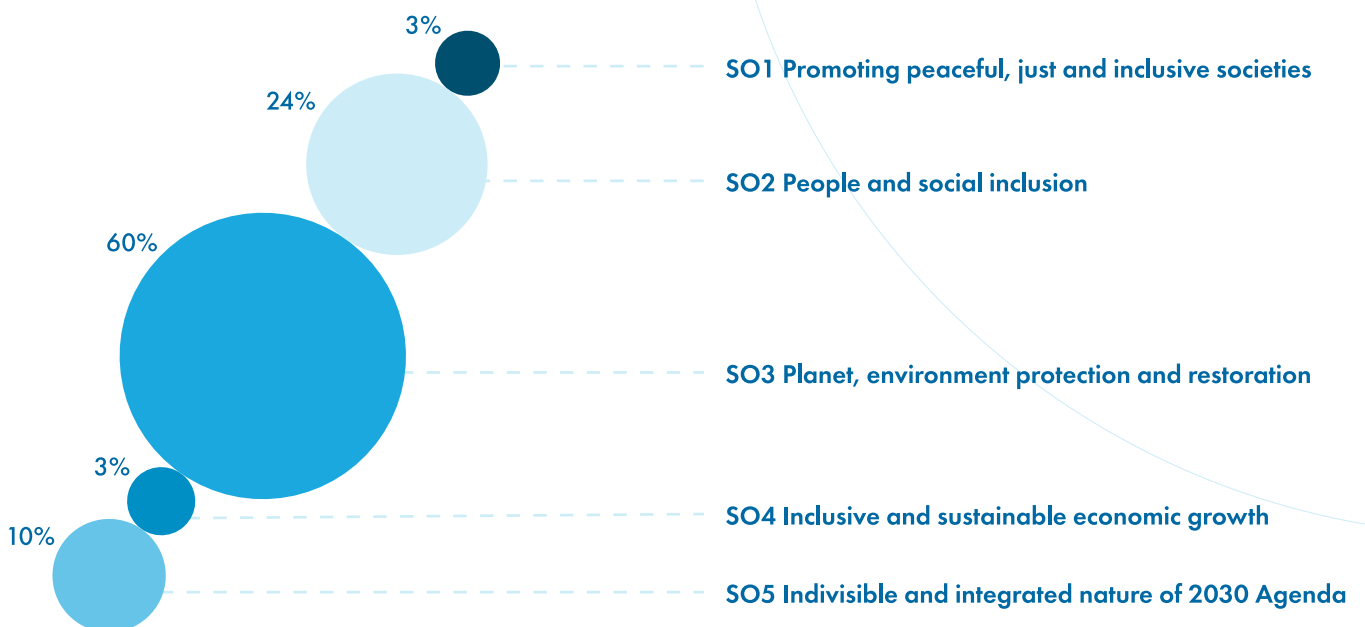 3%
SO1 Promoting peaceful, just and inclusive societies
24%
SO2 People and social inclusion
60%
SO3 Planet, environment protection and restoration
3%
SO4 Inclusive and sustainable economic growth
10%
SO5 Indivisible and integrated nature of 2030 Agenda